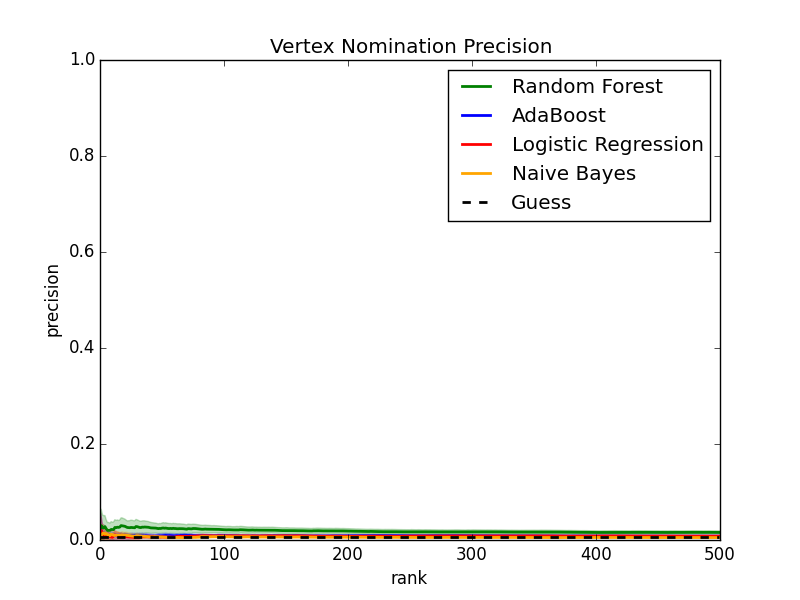 Vertex Nomination Precision
1.0
0.8
0.6
0.4
0.2
0.0
precision
Random Forest
AdaBoost
Logistic Regression
Naive Bayes
Guess
0 100 200 300 400 500
rank